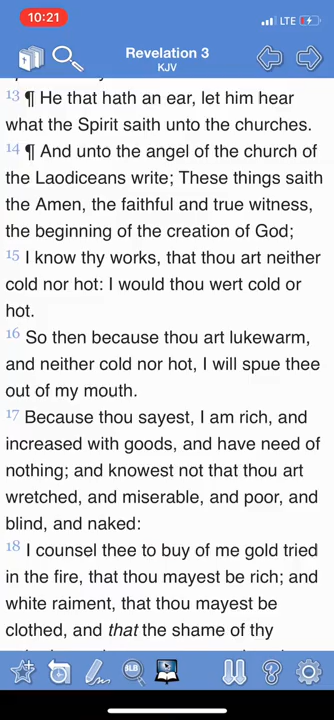 10:21
LTE
Revelation 3
KJV
13 ¶ He that hath an ear, let him hear
what the Spirit saith unto the churches.
14 ¶ And unto the angel of the church of
the Laodiceans write; These things saith
the Amen, the faithful and true witness,
the beginning of the creation of God;
15 I know thy works, that thou art neither
cold nor hot: I would thou wert cold or
hot.
16 So then because thou art lukewarm,
and neither cold nor hot, I will spue thee
out of my mouth.
17 Because thou sayest, I am rich, and
increased with goods, and have need of
nothing; and knowest not that thou art
wretched, and miserable, and poor, and
blind, and naked:
18 I counsel thee to buy of me gold tried
in the fire, that thou mayest be rich; and
white raiment, that thou mayest be
clothed, and that the shame of thy
BLB